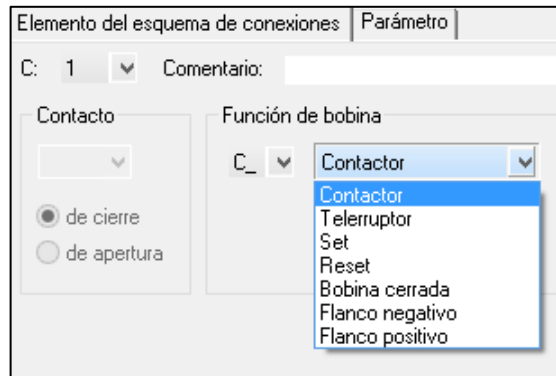 Elemento del esquema de conexiones Parámetro
C: 1 Comentario:
Contacto Función de bobina
C_ Contactor
Contactor
de cierre Telerruptor
Set
de apertura Reset
Bobina cerrada
Flanco negativo
Flanco positivo